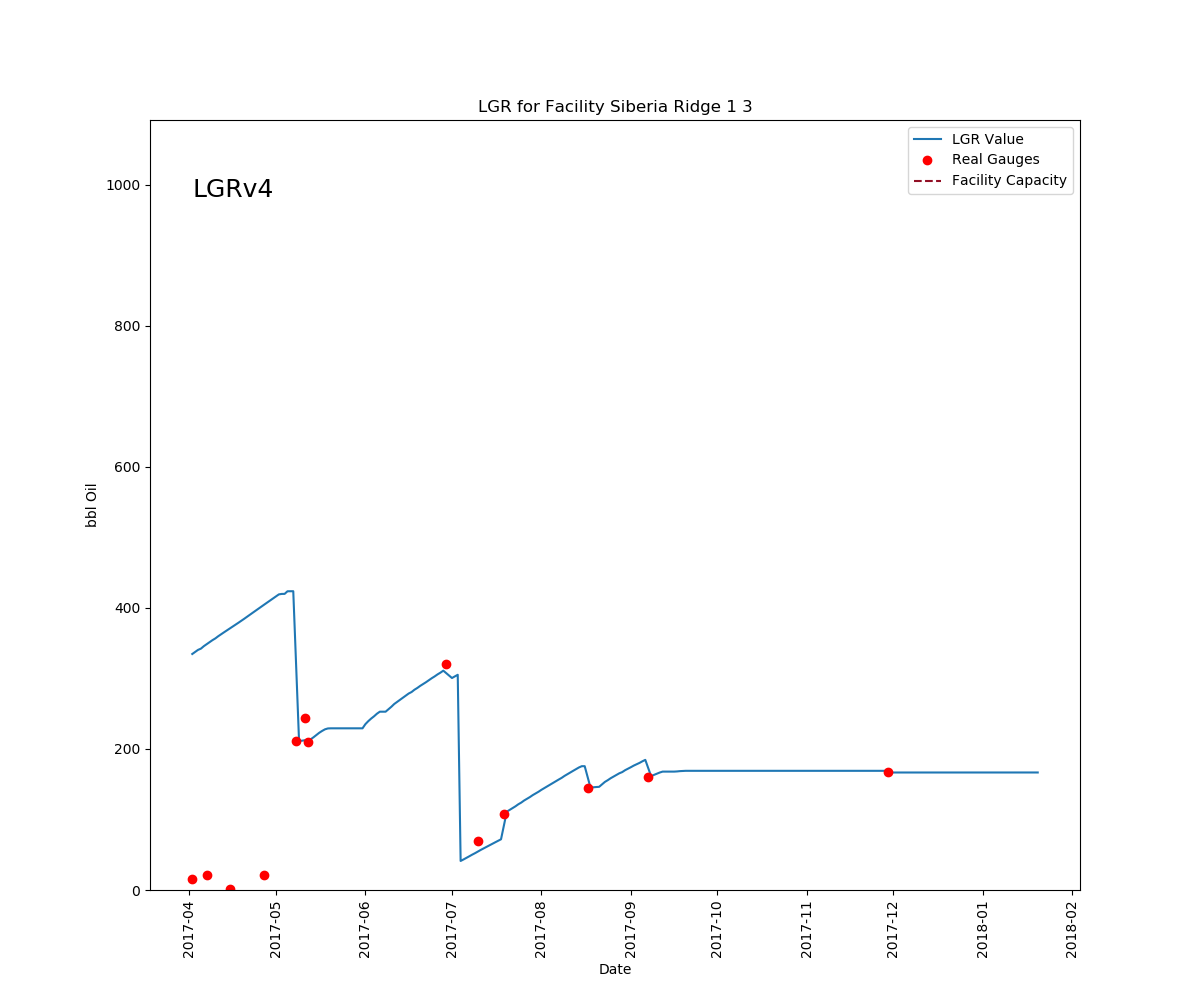 LGR for Facility Siberia Ridge 1 3
LGRv4
LGR Value
Real Gauges
Facility Capacity
1000
800
600
400
200
0
bbl Oil
2017-04
2017-05
2017-06
2017-07
2017-08
2017-09
2017-10
2017-11
2017-12
2018-01
2018-02
Date